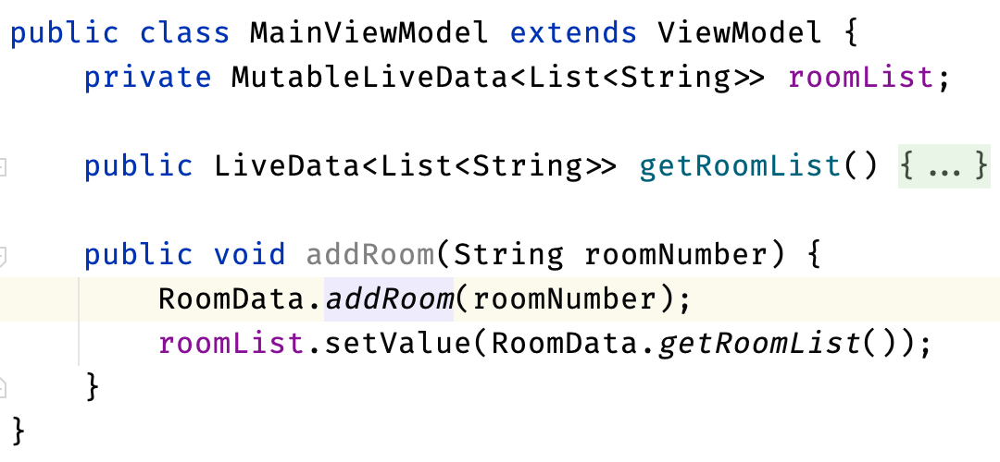 public class MainViewModel extends ViewModel {
private MutableLiveData<List<String>> roomList;
public LiveData<List<String>> getRoomList() {...}
public void addRoom(String roomNumber) {
RoomData.addRoom(roomNumber);
roomList.setValue(RoomData.getRoomList());
}
}